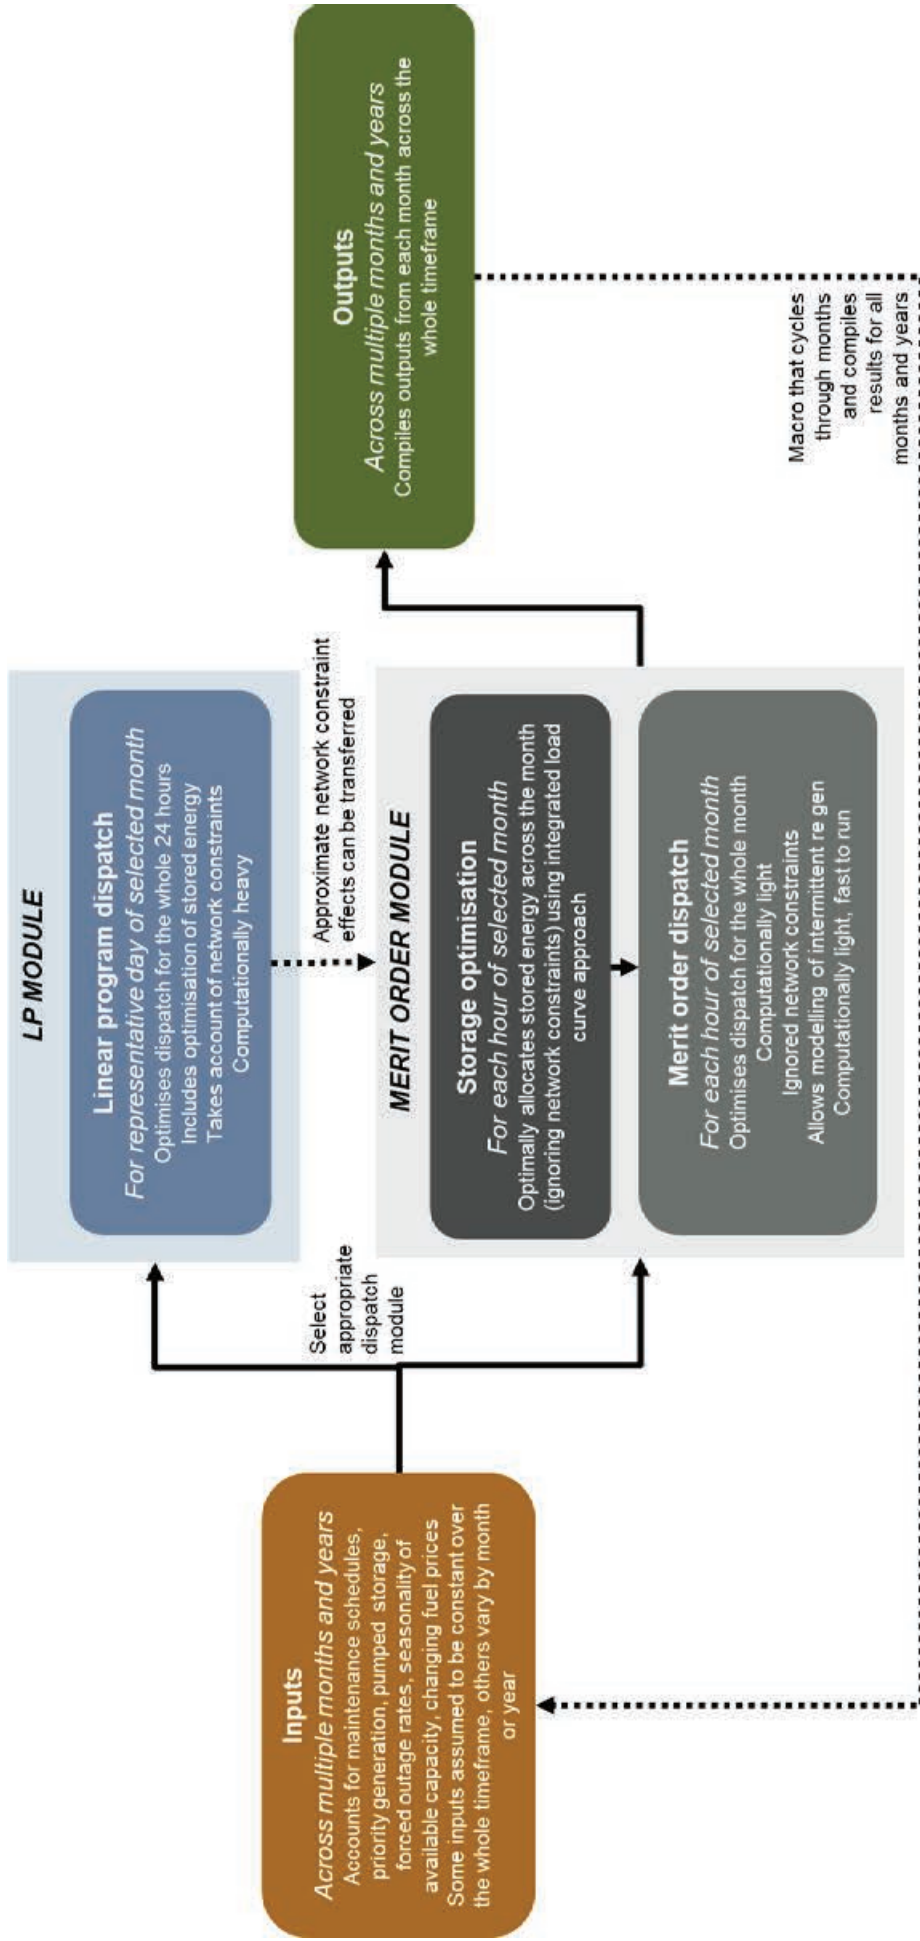 LP MODULE
Linear program dispatch
For representative day of selected month
Optimises dispatch for the whole 24 hours
Includes optimisation of stored energy
Takes account of network constraints
Computationally heavy
Approximate network constraint
effects can be transferred
Select
appropriate
dispatch
module
Inputs
Across multiple months and years
Accounts for maintenance schedules,
priority generation, pumped storage,
forced outage rates, seasonality of
available capacity, changing fuel prices
Some inputs assumed to be constant over
the whole timeframe, others vary by month
or year
MERIT ORDER MODULE
Storage optimisation
For each hour of selected month
Optimally allocates stored energy across the month
(ignoring network constraints) using integrated load
curve approach
Merit order dispatch
For each hour of selected month
Optimises dispatch for the whole month
Computationally light
Ignored network constraints
Allows modelling of intermittent re gen
Computationally light, fast to run
Outputs
Across multiple months and years
Compiles outputs from each month across the
whole timeframe
Macro that cycles
through months
and compiles
results for all
months and years